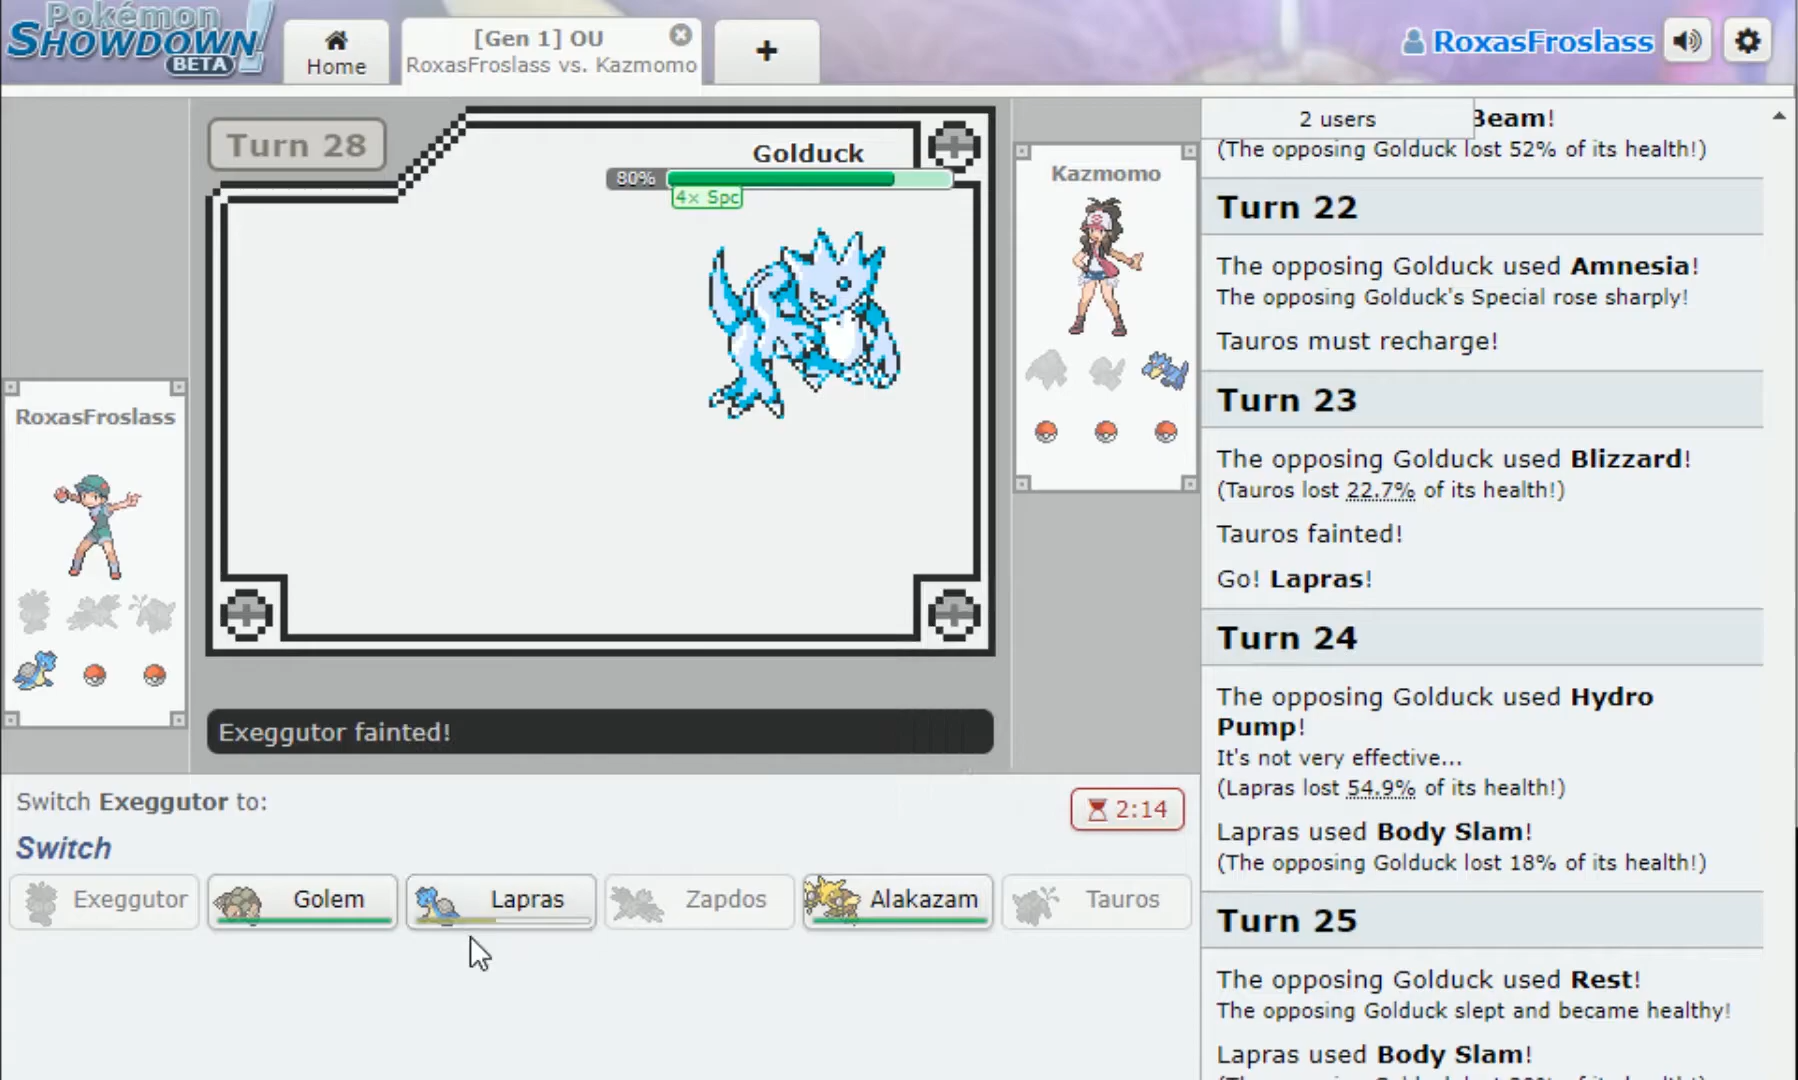 Pokémon
SHOWDOWN!
BETA
Home
[Gen 1] OU
RoxasFroslass vs. Kazmomo
+
RoxasFroslass
Turn 28
Golduck
80%
4× Spc
Kazmomo
RoxasFroslass
Exeggutor fainted!
Switch Exeggutor to:
2:14
Switch
Exeggutor
Golem
Lapras
Zapdos
Alakazam
Tauros
2 users
Beam!
(The opposing Golduck lost 52% of its health!)
Turn 22
The opposing Golduck used Amnesia!
The opposing Golduck's Special rose sharply!
Tauros must recharge!
Turn 23
The opposing Golduck used Blizzard!
(Tauros lost 22.7% of its health!)
Tauros fainted!
Go! Lapras!
Turn 24
The opposing Golduck used Hydro
Pump!
It's not very effective...
(Lapras lost 54.9% of its health!)
Lapras used Body Slam!
(The opposing Golduck lost 18% of its health!)
Turn 25
The opposing Golduck used Rest!
The opposing Golduck slept and became healthy!
Lapras used Body Slam!